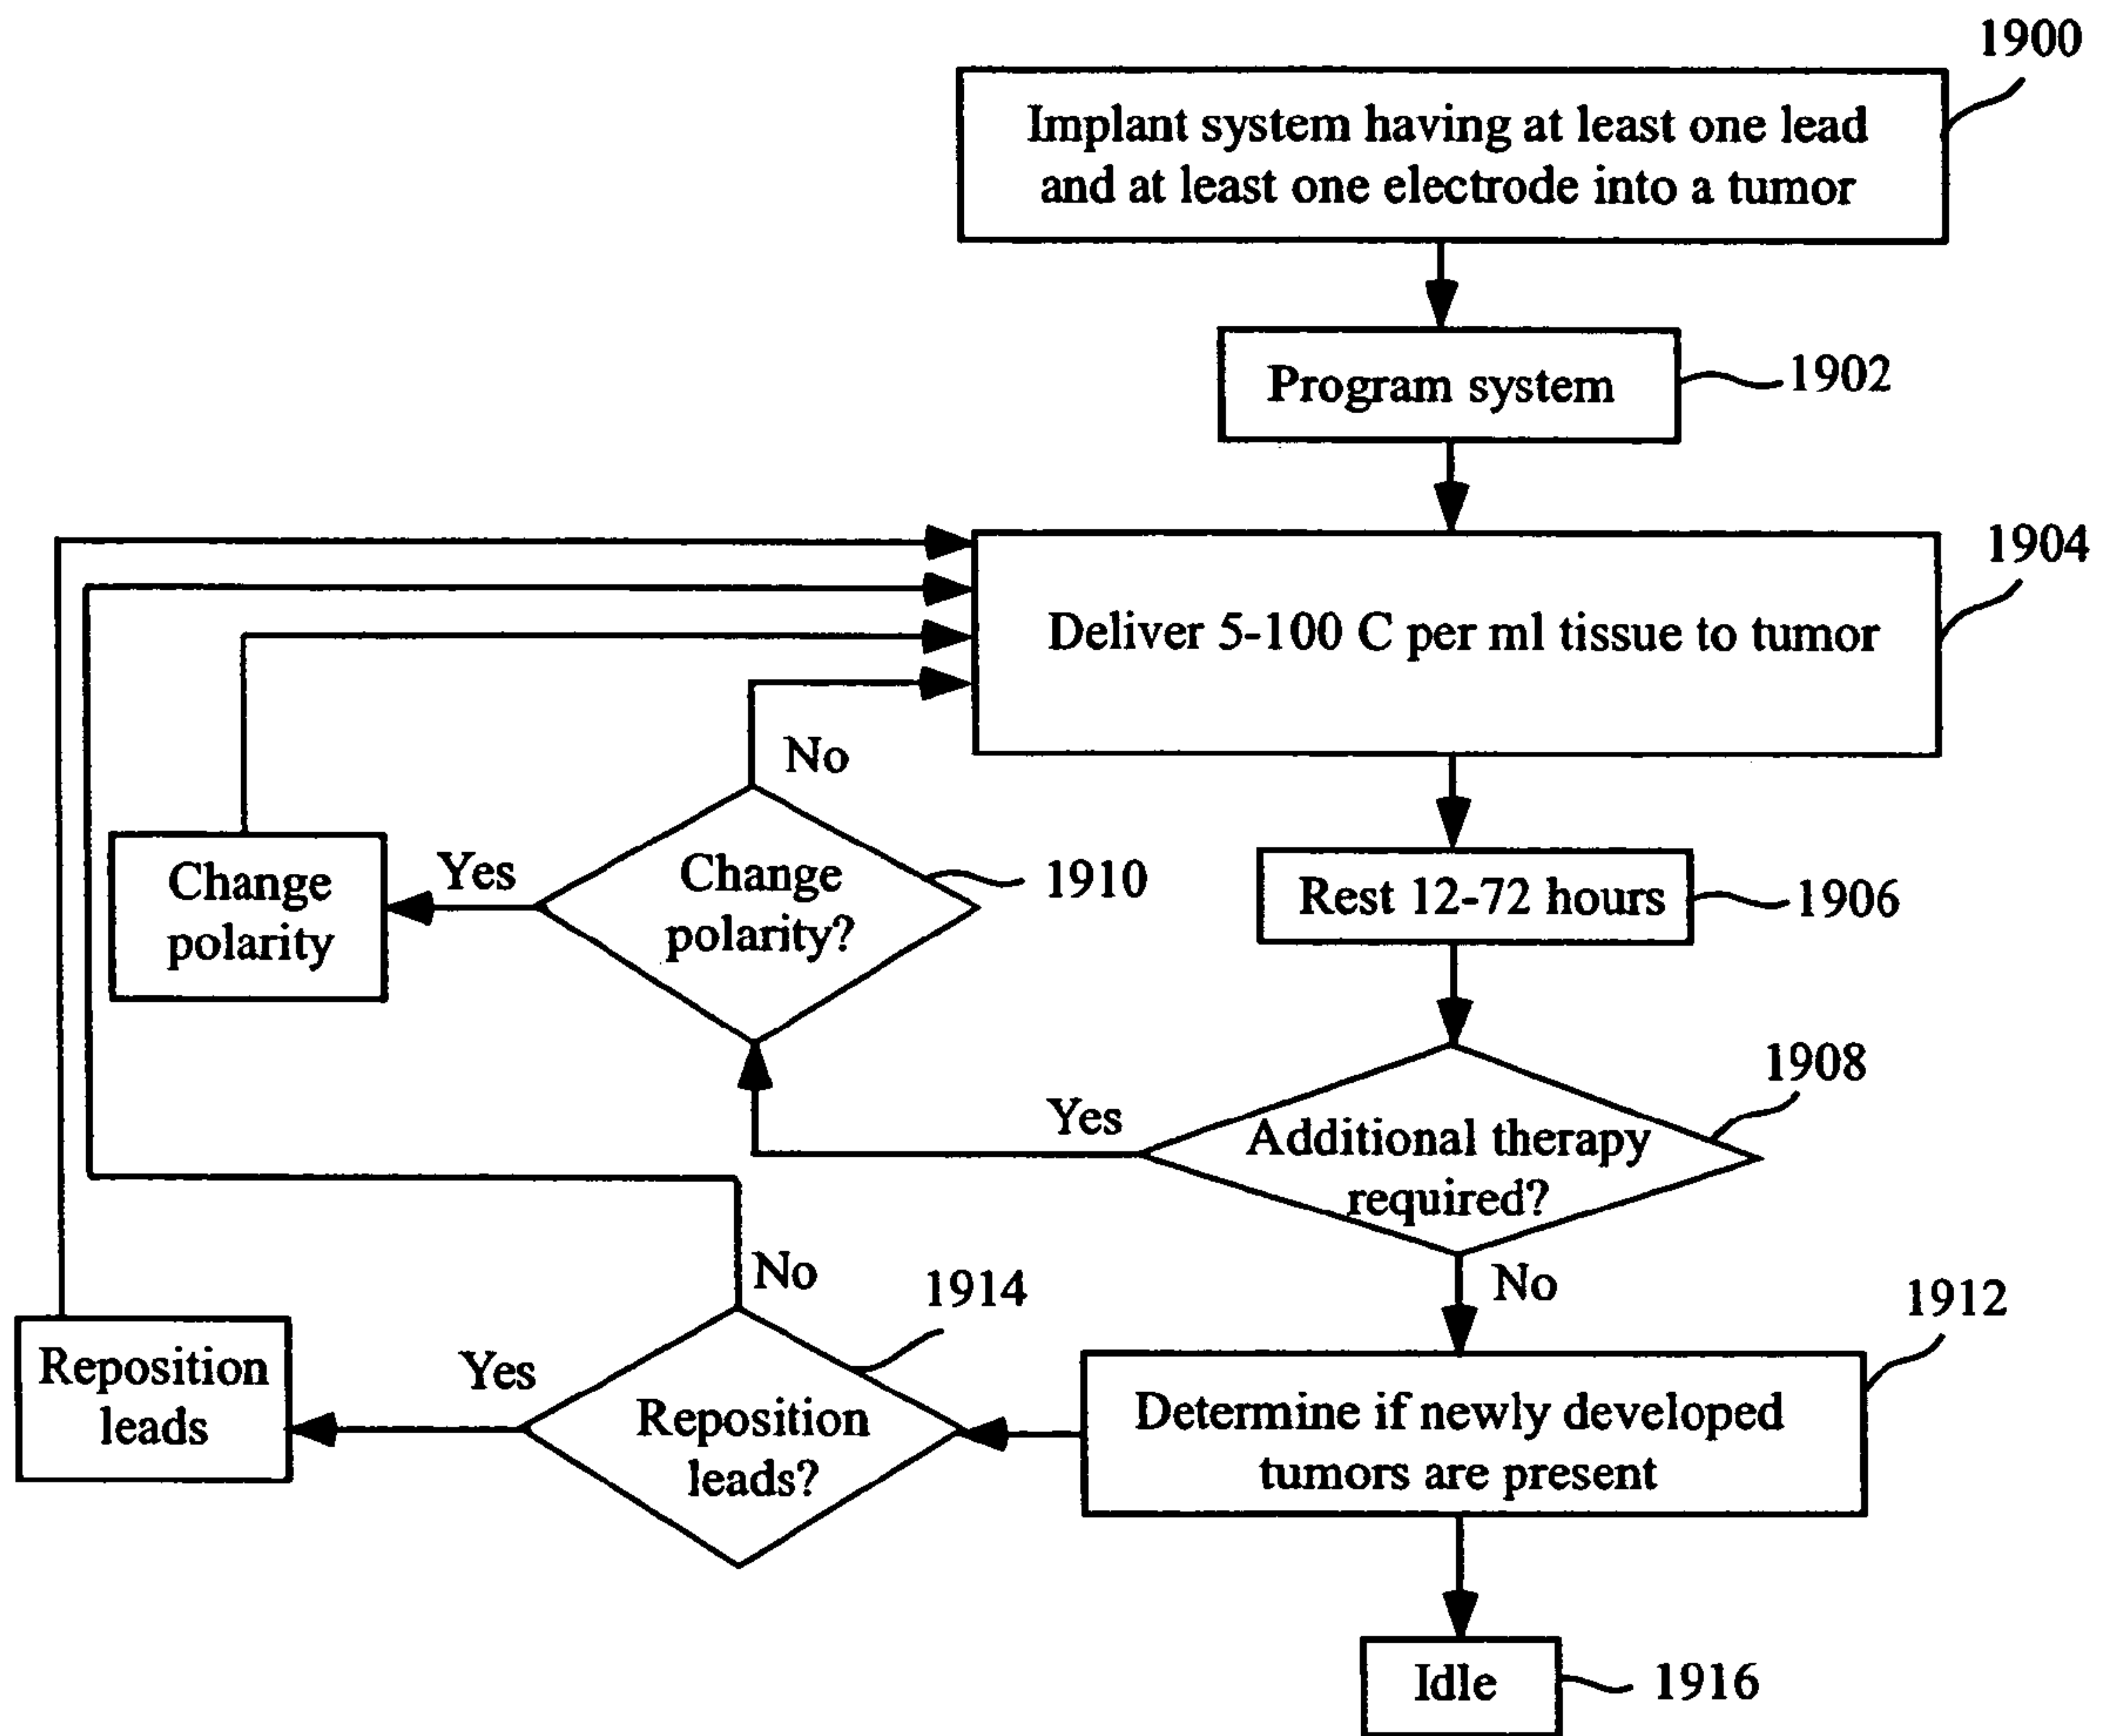 1900
Implant system having at least one lead
and at least one electrode into a tumor
Program system
1902
1904
Deliver 5-100 C per ml tissue to tumor
No
Change
polarity
Yes
Change
polarity?
1910
Rest 12-72 hours
1906
1908
Yes
Additional therapy
required?
No
No
1914
1912
Reposition
leads
Yes
Reposition
leads?
Determine if newly developed
tumors are present
Idle
1916